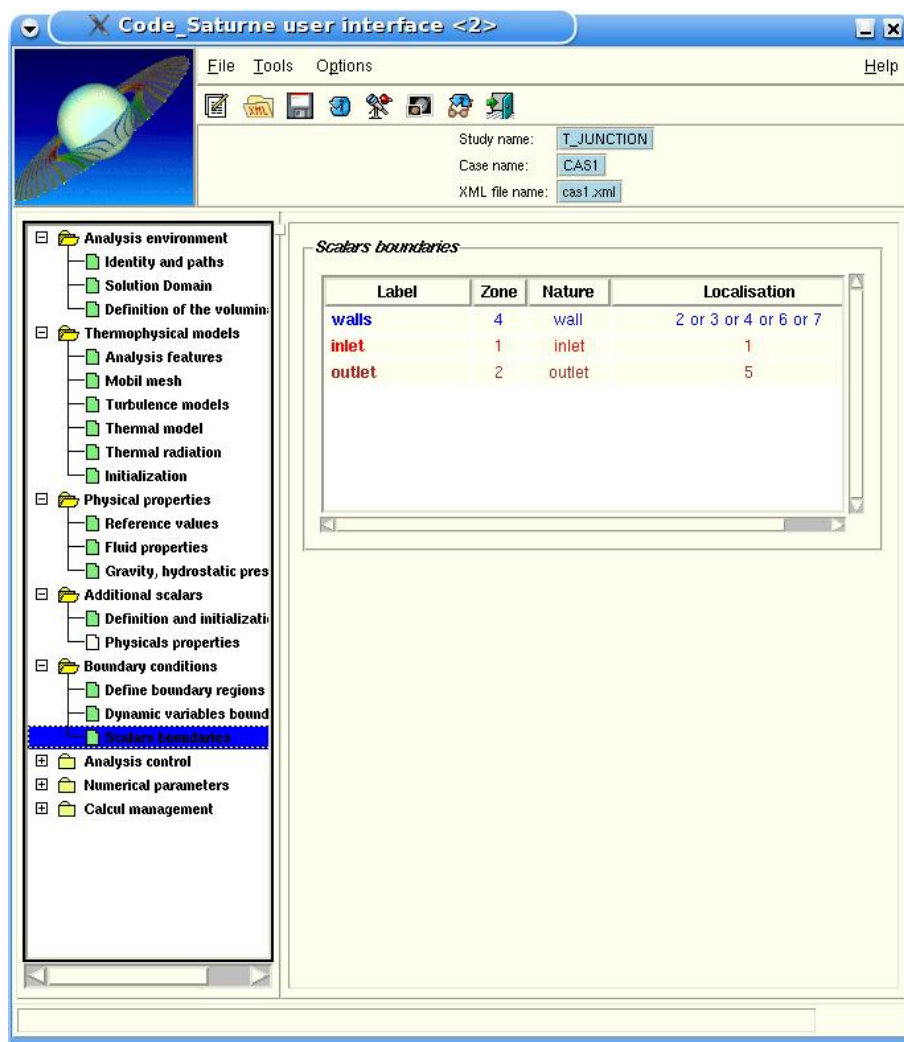 Code_Saturne user interface <2>
File Tools Options Help
XML
Study name: T_JUNCTION
Case name: CAS1
XML file name: cas1.xml
Analysis environment
Identity and paths
Solution Domain
Definition of the volumin
Thermophysical models
Analysis features
Mobil mesh
Turbulence models
Thermal model
Thermal radiation
Initialization
Physical properties
Reference values
Fluid properties
Gravity, hydrostatic pres
Additional scalars
Definition and initializati
Physicals properties
Boundary conditions
Define boundary regions
Dynamic variables bound
Scalars boundaries
Analysis control
Numerical parameters
Calcul management
Scalars boundaries
Label Zone Nature Localisation
walls 4 wall 2 or 3 or 4 or 6 or 7
inlet 1 inlet 1
outlet 2 outlet 5